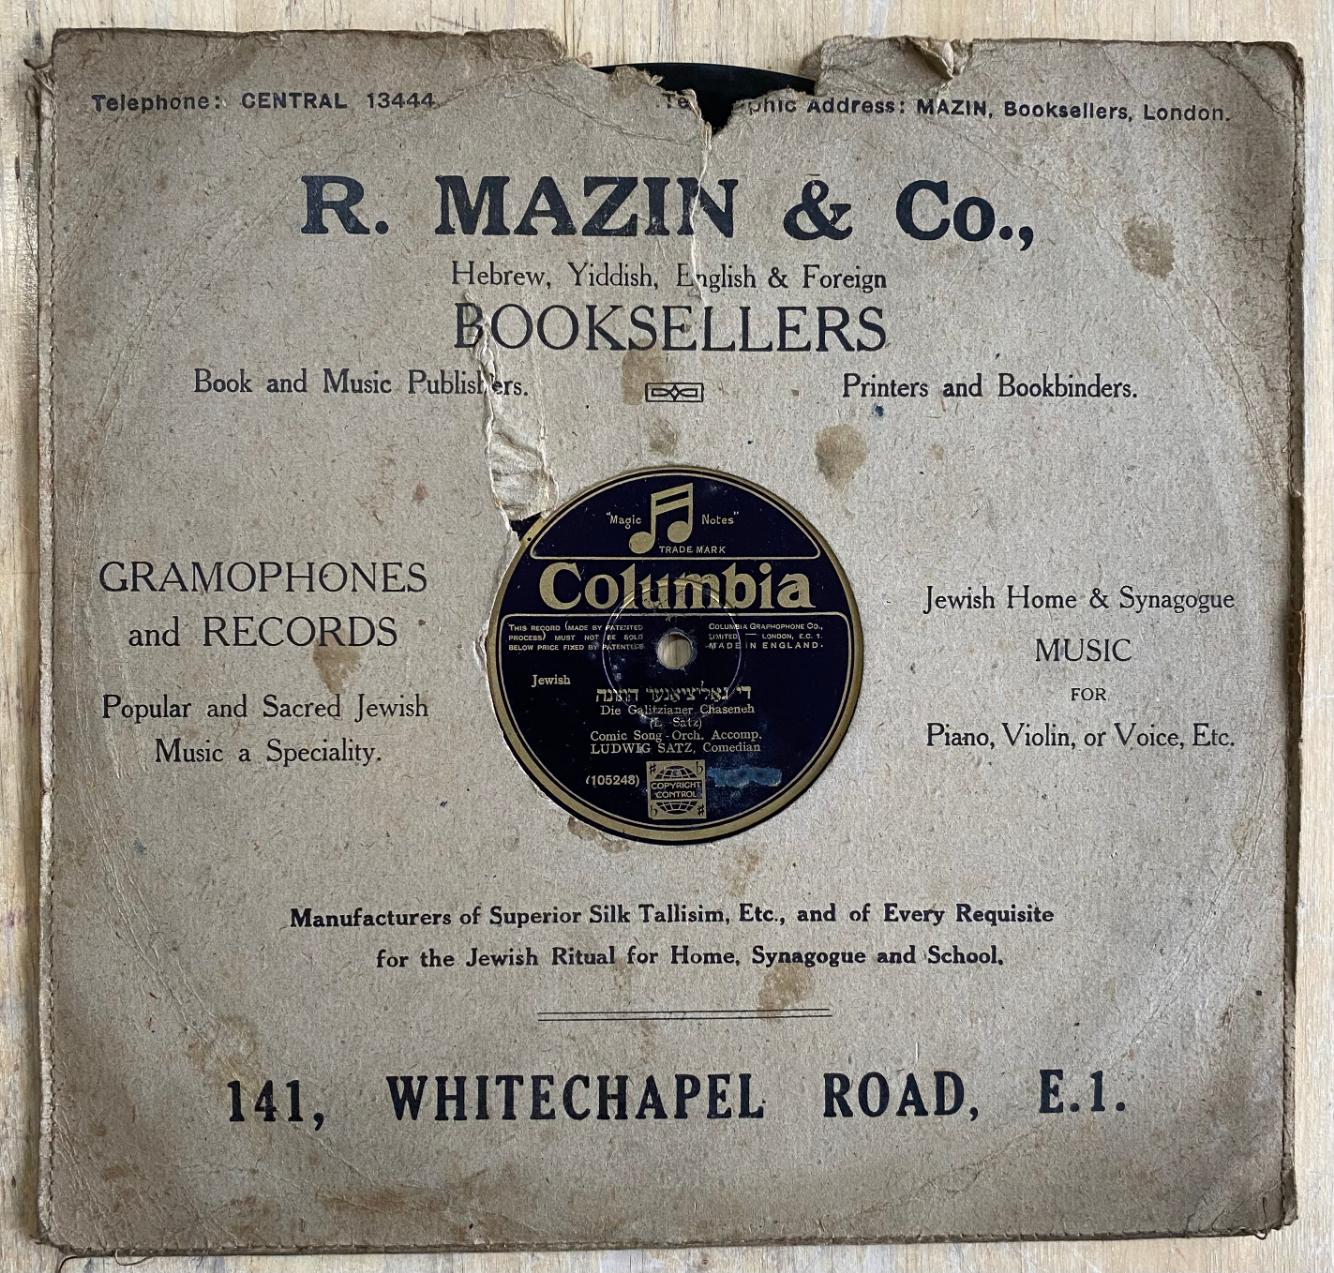 Telephone: CENTRAL 13444
phic Address: MAZIN, Booksellers, London.
R. MAZIN & Co.,
Hebrew, Yiddish, English & Foreign
BOOKSELLERS
Book and Music Publishers.
Printers and Bookbinders.
GRAMOPHONES
and RECORDS
Popular and Sacred Jewish
Music a Speciality.
"Magic Notes"
TRADE MARK
Columbia
THIS RECORD (MADE BY PATENTED
PROCESS) MUST NOT BE SOLD
BELOW PRICE FIXED BY PATENTEES
COLUMBIA GRAPHOPHONE CO.,
LIMITED — LONDON, E.C. 1.
MADE IN ENGLAND.
Jewish
די גאליציאנער חתונה
Die Galitzianer Chaseneh
(L. Satz)
Comic Song - Orch. Accomp.
LUDWIG SATZ, Comedian
(105248)
COPYRIGHT
CONTROL
Jewish Home & Synagogue
MUSIC
FOR
Piano, Violin, or Voice, Etc.
Manufacturers of Superior Silk Tallisim, Etc., and of Every Requisite
for the Jewish Ritual for Home, Synagogue and School.
141, WHITECHAPEL ROAD, E.1.